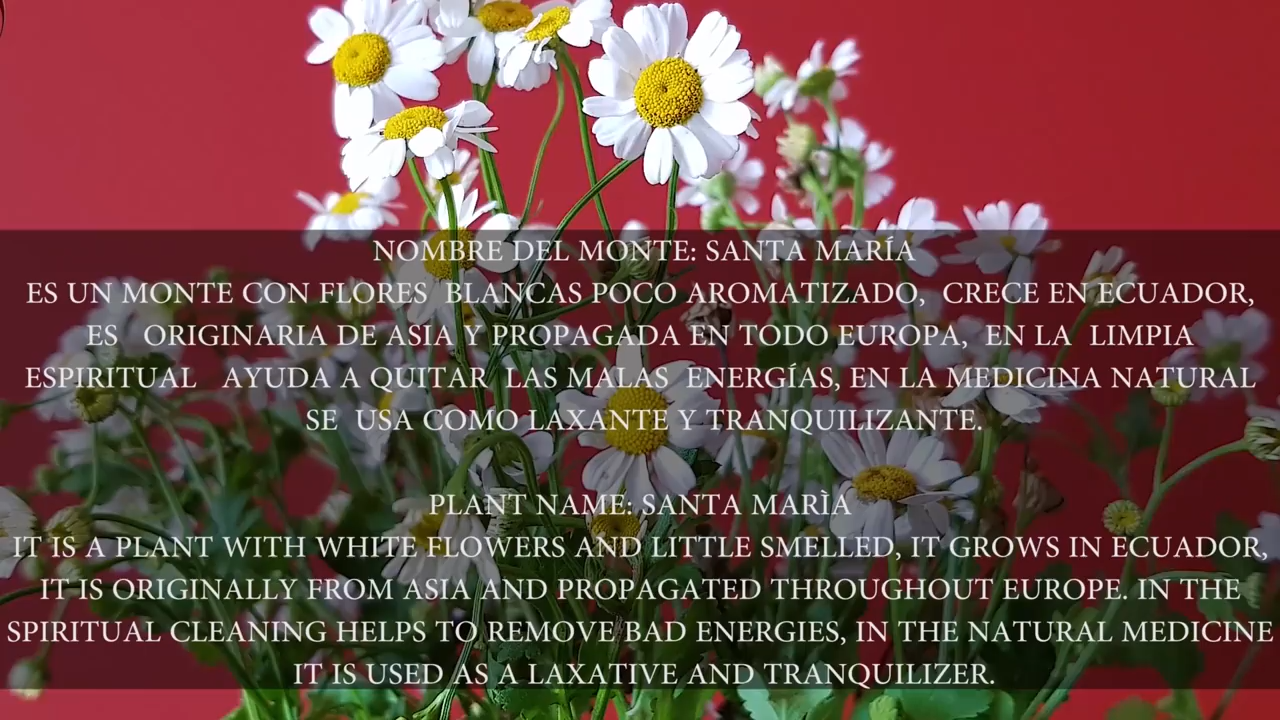 NOMBRE DEL MONTE: SANTA MARÍA
ES UN MONTE CON FLORES BLANCAS POCO AROMATIZADO, CRECE EN ECUADOR,
ES ORIGINARIA DE ASIA Y PROPAGADA EN TODO EUROPA, EN LA LIMPIA
ESPIRITUAL AYUDA A QUITAR LAS MALAS ENERGÍAS, EN LA MEDICINA NATURAL
SE USA COMO LAXANTE Y TRANQUILIZANTE.
PLANT NAME: SANTA MARÌA
IT IS A PLANT WITH WHITE FLOWERS AND LITTLE SMELLED, IT GROWS IN ECUADOR,
IT IS ORIGINALLY FROM ASIA AND PROPAGATED THROUGHOUT EUROPE. IN THE
SPIRITUAL CLEANING HELPS TO REMOVE BAD ENERGIES, IN THE NATURAL MEDICINE
IT IS USED AS A LAXATIVE AND TRANQUILIZER.